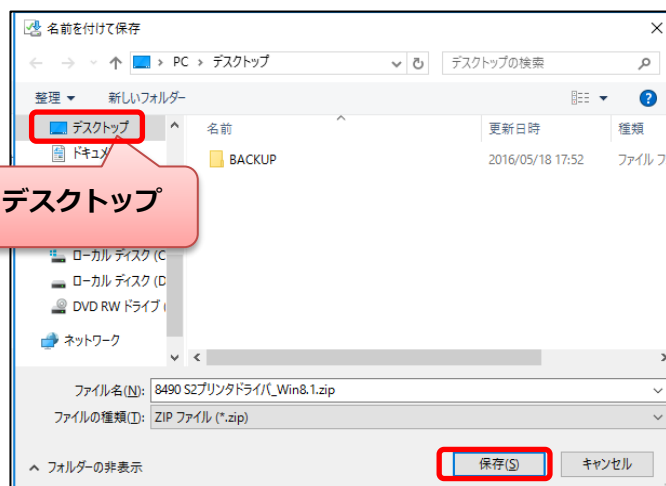 名前を付けて保存
PC > デスクトップ
デスクトップの検索
整理 新しいフォルダー
デスクトップ
名前 更新日時 種類
ドキュメ
BACKUP 2016/05/18 17:52 ファイル フ
デスクトップ
ローカル ディスク (C
ローカル ディスク (D
DVD RW ドライブ (
ネットワーク
ファイル名(N): 8490 S2プリンタドライバ_Win8.1.zip
ファイルの種類(T): ZIP ファイル (*.zip)
フォルダーの非表示
保存(S)
キャンセル